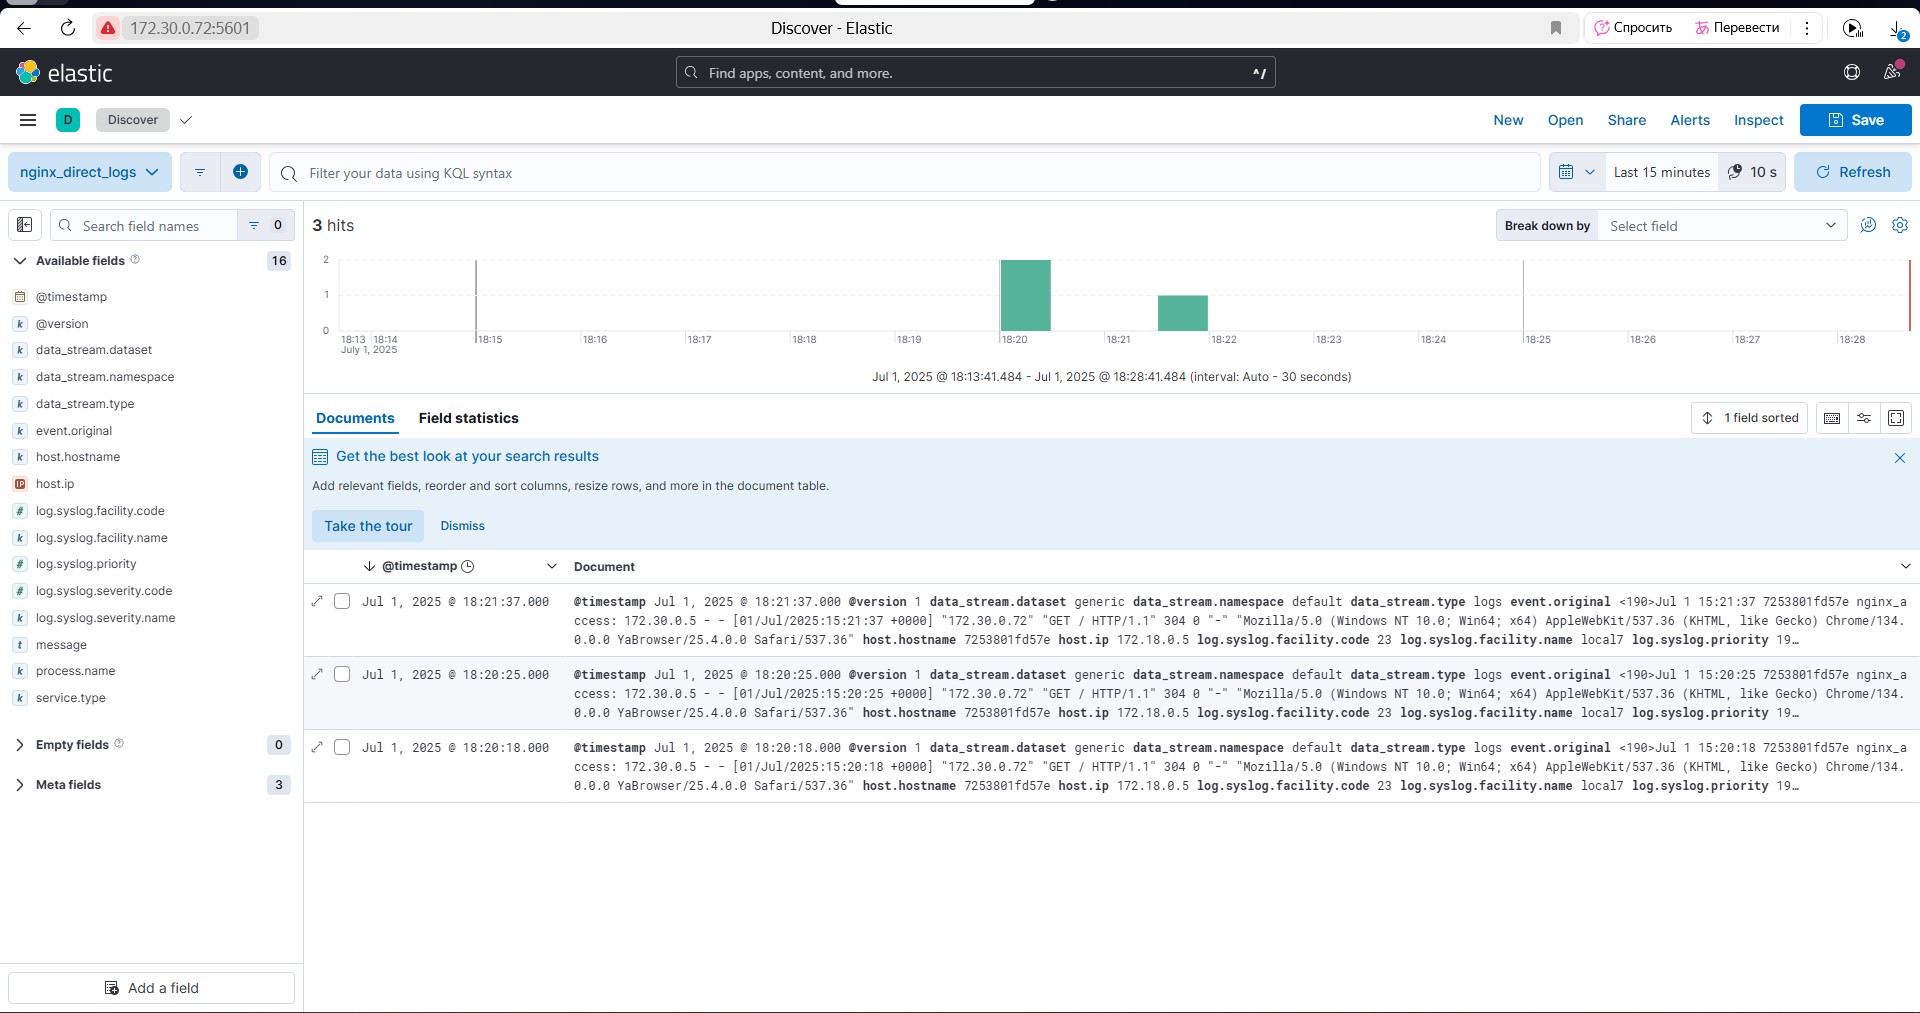 172.30.0.72:5601
Discover - Elastic
Спросить
Перевести
2
elastic
Find apps, content, and more.
^/
D
Discover
New
Open
Share
Alerts
Inspect
Save
nginx_direct_logs
Filter your data using KQL syntax
Last 15 minutes
10 s
Refresh
Search field names
0
3 hits
Break down by
Select field
Available fields
16
@timestamp
@version
data_stream.dataset
data_stream.namespace
data_stream.type
event.original
host.hostname
host.ip
log.syslog.facility.code
log.syslog.facility.name
log.syslog.priority
log.syslog.severity.code
log.syslog.severity.name
message
process.name
service.type
Empty fields
0
Meta fields
3
Add a field
2
1
0
18:13 18:14 18:15 18:16 18:17 18:18 18:19 18:20 18:21 18:22 18:23 18:24 18:25 18:26 18:27 18:28
July 1, 2025
Jul 1, 2025 @ 18:13:41.484 - Jul 1, 2025 @ 18:28:41.484 (interval: Auto - 30 seconds)
Documents
Field statistics
1 field sorted
Get the best look at your search results
Add relevant fields, reorder and sort columns, resize rows, and more in the document table.
Take the tour
Dismiss
@timestamp
Document
Jul 1, 2025 @ 18:21:37.000
@timestamp Jul 1, 2025 @ 18:21:37.000 @version 1 data_stream.dataset generic data_stream.namespace default data_stream.type logs event.original <190>Jul 1 15:21:37 7253801fd57e nginx_a
ccess: 172.30.0.5 - - [01/Jul/2025:15:21:37 +0000] "172.30.0.72" "GET / HTTP/1.1" 304 0 "-" "Mozilla/5.0 (Windows NT 10.0; Win64; x64) AppleWebKit/537.36 (KHTML, like Gecko) Chrome/134.
0.0.0 YaBrowser/25.4.0.0 Safari/537.36" host.hostname 7253801fd57e host.ip 172.18.0.5 log.syslog.facility.code 23 log.syslog.facility.name local7 log.syslog.priority 19…
Jul 1, 2025 @ 18:20:25.000
@timestamp Jul 1, 2025 @ 18:20:25.000 @version 1 data_stream.dataset generic data_stream.namespace default data_stream.type logs event.original <190>Jul 1 15:20:25 7253801fd57e nginx_a
ccess: 172.30.0.5 - - [01/Jul/2025:15:20:25 +0000] "172.30.0.72" "GET / HTTP/1.1" 304 0 "-" "Mozilla/5.0 (Windows NT 10.0; Win64; x64) AppleWebKit/537.36 (KHTML, like Gecko) Chrome/134.
0.0.0 YaBrowser/25.4.0.0 Safari/537.36" host.hostname 7253801fd57e host.ip 172.18.0.5 log.syslog.facility.code 23 log.syslog.facility.name local7 log.syslog.priority 19…
Jul 1, 2025 @ 18:20:18.000
@timestamp Jul 1, 2025 @ 18:20:18.000 @version 1 data_stream.dataset generic data_stream.namespace default data_stream.type logs event.original <190>Jul 1 15:20:18 7253801fd57e nginx_a
ccess: 172.30.0.5 - - [01/Jul/2025:15:20:18 +0000] "172.30.0.72" "GET / HTTP/1.1" 304 0 "-" "Mozilla/5.0 (Windows NT 10.0; Win64; x64) AppleWebKit/537.36 (KHTML, like Gecko) Chrome/134.
0.0.0 YaBrowser/25.4.0.0 Safari/537.36" host.hostname 7253801fd57e host.ip 172.18.0.5 log.syslog.facility.code 23 log.syslog.facility.name local7 log.syslog.priority 19…